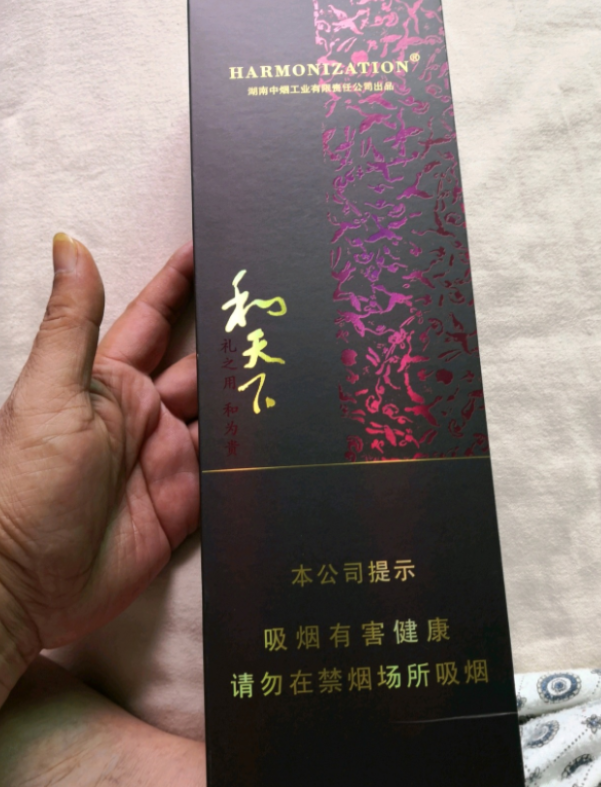 HARMONIZATION®
湖南中烟工业有限责任公司出品
和天下
礼之用 和为贵
本公司提示
吸烟有害健康
请勿在禁烟场所吸烟